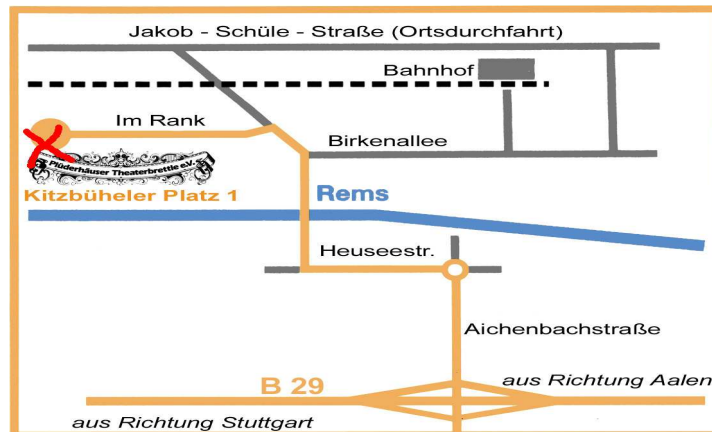 Jakob - Schüle - Straße (Ortsdurchfahrt)
Bahnhof
Im Rank
Birkenallee
Plüderhäuser Theaterbrettle e.V.
Kitzbüheler Platz 1
Rems
Heuseestr.
Aichenbachstraße
B 29
aus Richtung Aalen
aus Richtung Stuttgart